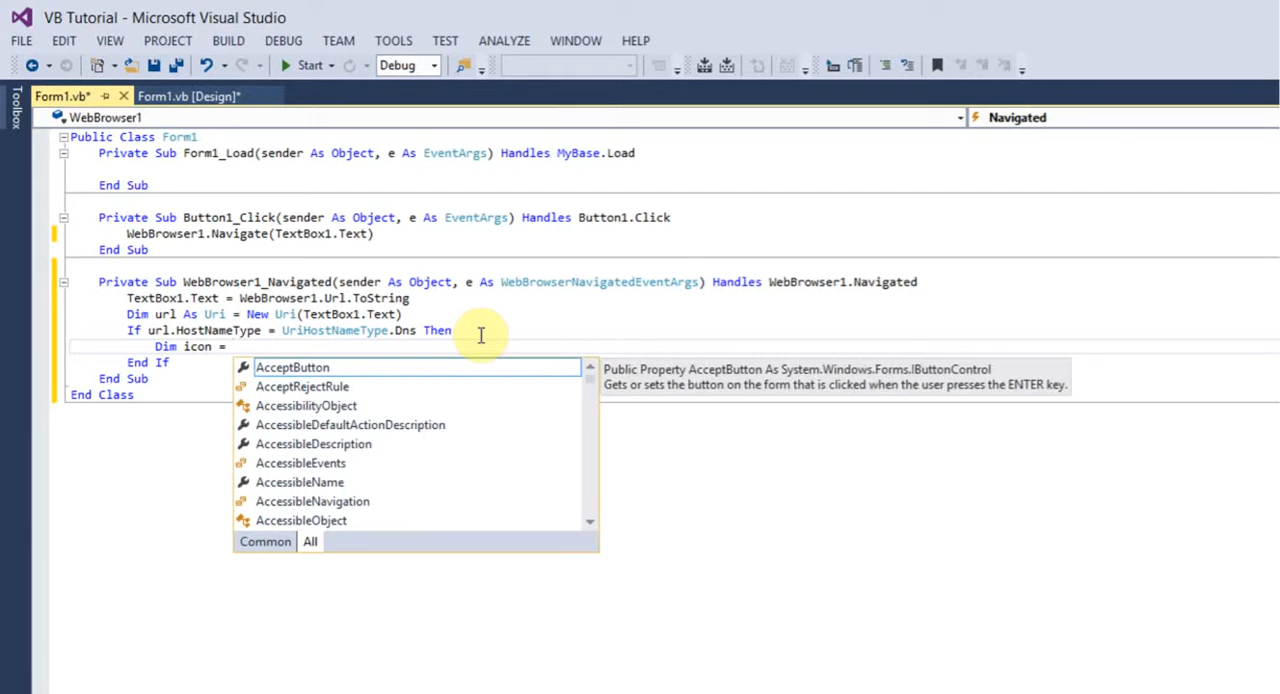 VB Tutorial - Microsoft Visual Studio
FILE EDIT VIEW PROJECT BUILD DEBUG TEAM TOOLS TEST ANALYZE WINDOW HELP
Start Debug
Form1.vb* Form1.vb [Design]*
Toolbox
WebBrowser1 Navigated
Public Class Form1
Private Sub Form1_Load(sender As Object, e As EventArgs) Handles MyBase.Load
End Sub
Private Sub Button1_Click(sender As Object, e As EventArgs) Handles Button1.Click
WebBrowser1.Navigate(TextBox1.Text)
End Sub
Private Sub WebBrowser1_Navigated(sender As Object, e As WebBrowserNavigatedEventArgs) Handles WebBrowser1.Navigated
TextBox1.Text = WebBrowser1.Url.ToString
Dim url As Uri = New Uri(TextBox1.Text)
If url.HostNameType = UriHostNameType.Dns Then
Dim icon =
End If
End Sub
End Class
AcceptButton
AcceptRejectRule
AccessibilityObject
AccessibleDefaultActionDescription
AccessibleDescription
AccessibleEvents
AccessibleName
AccessibleNavigation
AccessibleObject
Common All
Public Property AcceptButton As System.Windows.Forms.IButtonControl
Gets or sets the button on the form that is clicked when the user presses the ENTER key.